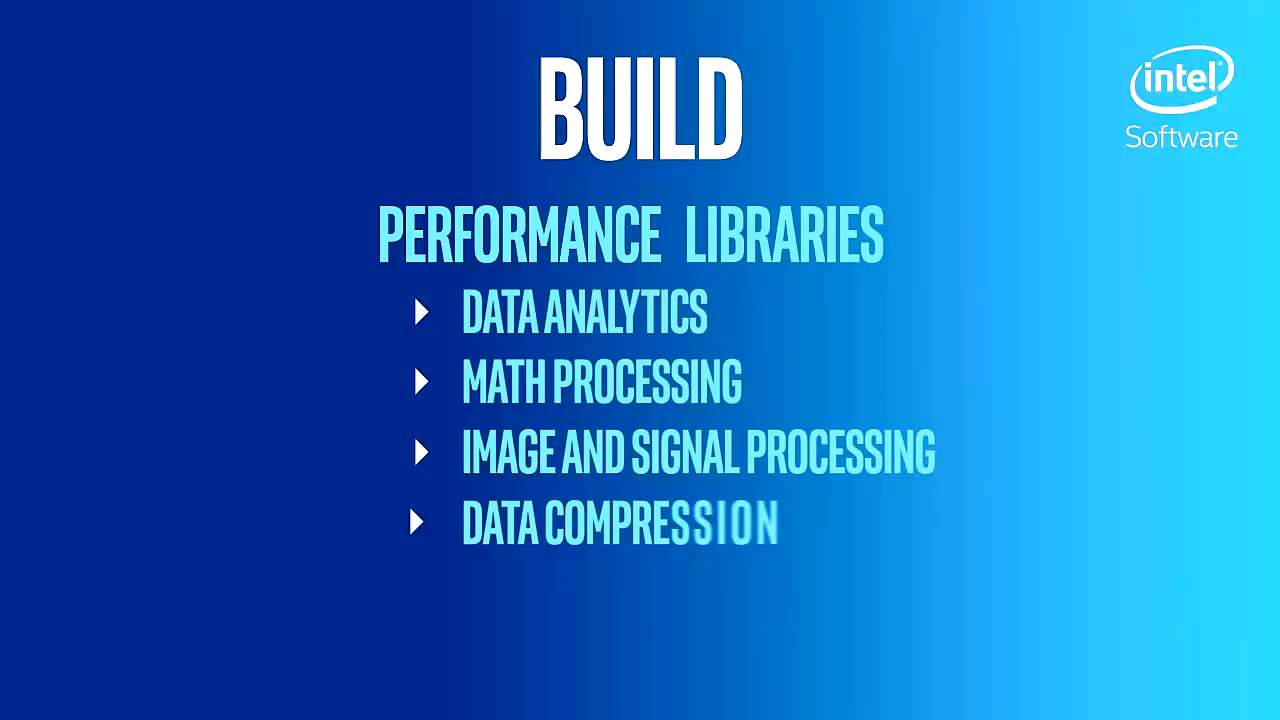 BUILD
intel
Software
PERFORMANCE LIBRARIES
DATA ANALYTICS
MATH PROCESSING
IMAGE AND SIGNAL PROCESSING
DATA COMPRESSION